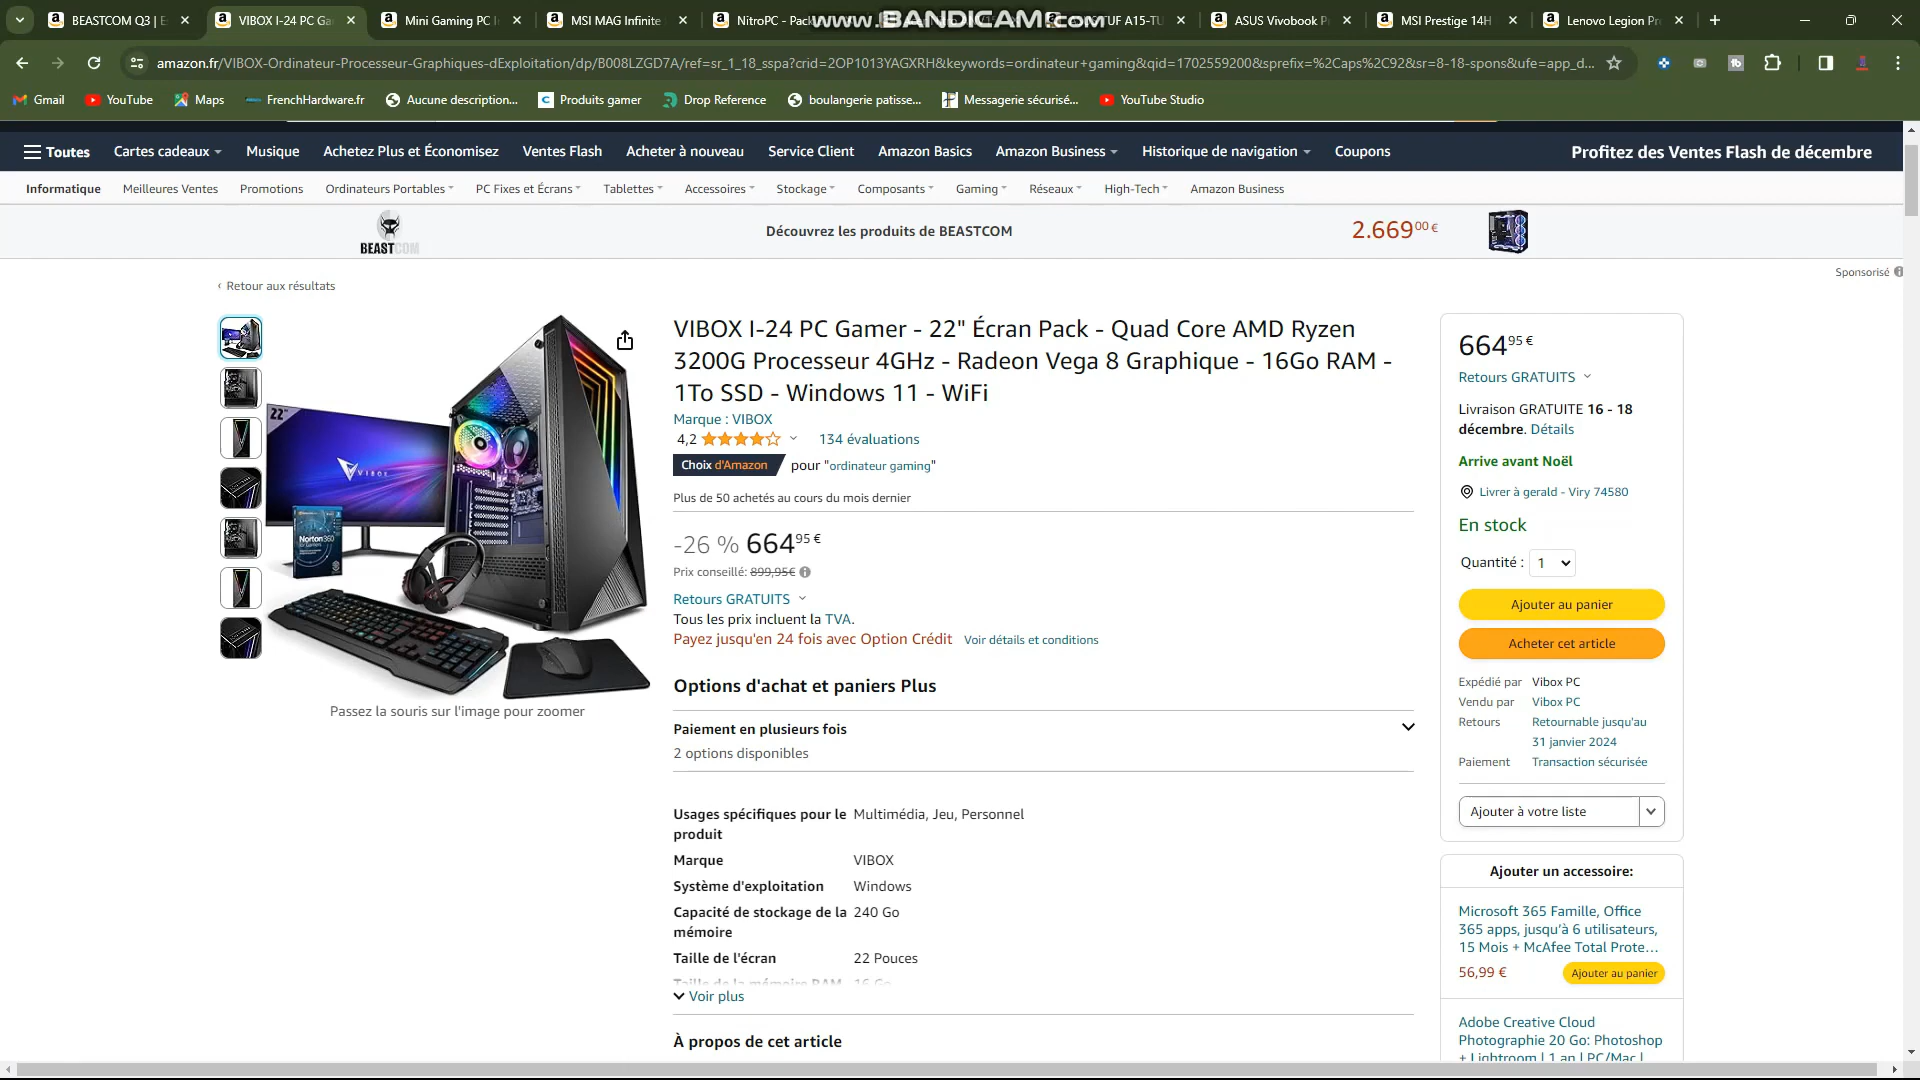 BEASTCOM Q3 | E
VIBOX I-24 PC Ga
Mini Gaming PC I
MSI MAG Infinite
NitroPC - Pack
www.BANDICAM.com
TUF A15-TU
ASUS Vivobook P
MSI Prestige 14H
Lenovo Legion Pr
amazon.fr/VIBOX-Ordinateur-Processeur-Graphiques-dExploitation/dp/B008LZGD7A/ref=sr_1_18_sspa?crid=2OP1013YAGXRH&keywords=ordinateur+gaming&qid=1702559200&sprefix=%2Caps%2C92&sr=8-18-spons&ufe=app_d...
Gmail
YouTube
Maps
FrenchHardware.fr
Aucune description...
Produits gamer
Drop Reference
boulangerie patisse...
Messagerie sécurisé...
YouTube Studio
Toutes
Cartes cadeaux
Musique
Achetez Plus et Économisez
Ventes Flash
Acheter à nouveau
Service Client
Amazon Basics
Amazon Business
Historique de navigation
Coupons
Profitez des Ventes Flash de décembre
Informatique
Meilleures Ventes
Promotions
Ordinateurs Portables
PC Fixes et Écrans
Tablettes
Accessoires
Stockage
Composants
Gaming
Réseaux
High-Tech
Amazon Business
BEASTCOM
Découvrez les produits de BEASTCOM
2.66900 €
Sponsorisé
‹ Retour aux résultats
22"
VIBOX
Norton360
Passez la souris sur l'image pour zoomer
VIBOX I-24 PC Gamer - 22" Écran Pack - Quad Core AMD Ryzen
3200G Processeur 4GHz - Radeon Vega 8 Graphique - 16Go RAM -
1To SSD - Windows 11 - WiFi
Marque : VIBOX
4,2
134 évaluations
Choix d'Amazon pour "ordinateur gaming"
Plus de 50 achetés au cours du mois dernier
-26 % 66495 €
Prix conseillé: 899,95€
Retours GRATUITS
Tous les prix incluent la TVA.
Payez jusqu'en 24 fois avec Option Crédit Voir détails et conditions
Options d'achat et paniers Plus
Paiement en plusieurs fois
2 options disponibles
Usages spécifiques pour le produit Multimédia, Jeu, Personnel
Marque VIBOX
Système d'exploitation Windows
Capacité de stockage de la mémoire 240 Go
Taille de l'écran 22 Pouces
Taille de la mémoire RAM 16 Go
Voir plus
À propos de cet article
66495 €
Retours GRATUITS
Livraison GRATUITE 16 - 18
décembre. Détails
Arrive avant Noël
Livrer à gerald - Viry 74580
En stock
Quantité : 1
Ajouter au panier
Acheter cet article
Expédié par Vibox PC
Vendu par Vibox PC
Retours Retournable jusqu'au
31 janvier 2024
Paiement Transaction sécurisée
Ajouter à votre liste
Ajouter un accessoire:
Microsoft 365 Famille, Office
365 apps, jusqu'à 6 utilisateurs,
15 Mois + McAfee Total Prote...
56,99 €
Ajouter au panier
Adobe Creative Cloud
Photographie 20 Go: Photoshop
+ Lightroom | 1 an | PC/Mac |